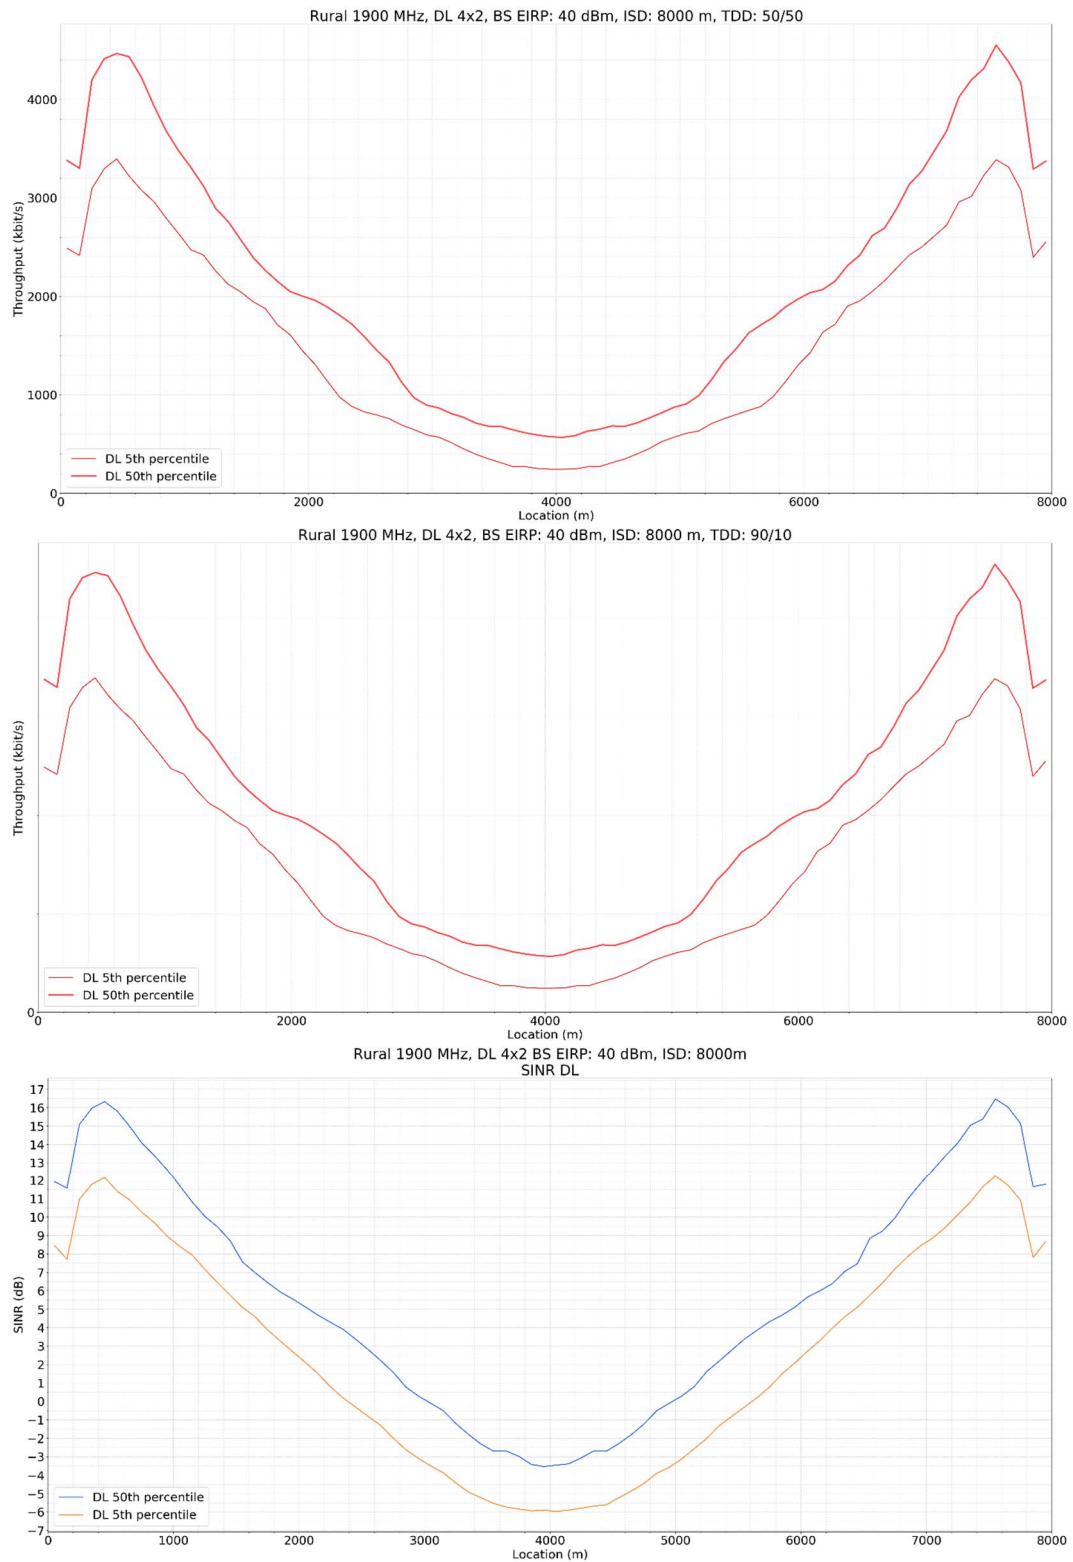 Rural 1900 MHz, DL 4x2, BS EIRP: 40 dBm, ISD: 8000 m, TDD: 50/50
4000
3000
2000
1000
0
Throughput (kbit/s)
DL 5th percentile
DL 50th percentile
0 2000 4000 6000 8000
Location (m)
Rural 1900 MHz, DL 4x2, BS EIRP: 40 dBm, ISD: 8000 m, TDD: 90/10
Throughput (kbit/s)
DL 5th percentile
DL 50th percentile
0
0 2000 4000 6000 8000
Location (m)
Rural 1900 MHz, DL 4x2 BS EIRP: 40 dBm, ISD: 8000m
SINR DL
17
16
15
14
13
12
11
10
9
8
7
6
5
4
3
2
1
0
−1
−2
−3
−4
−5
−6
−7
SINR (dB)
DL 50th percentile
DL 5th percentile
0 1000 2000 3000 4000 5000 6000 7000 8000
Location (m)